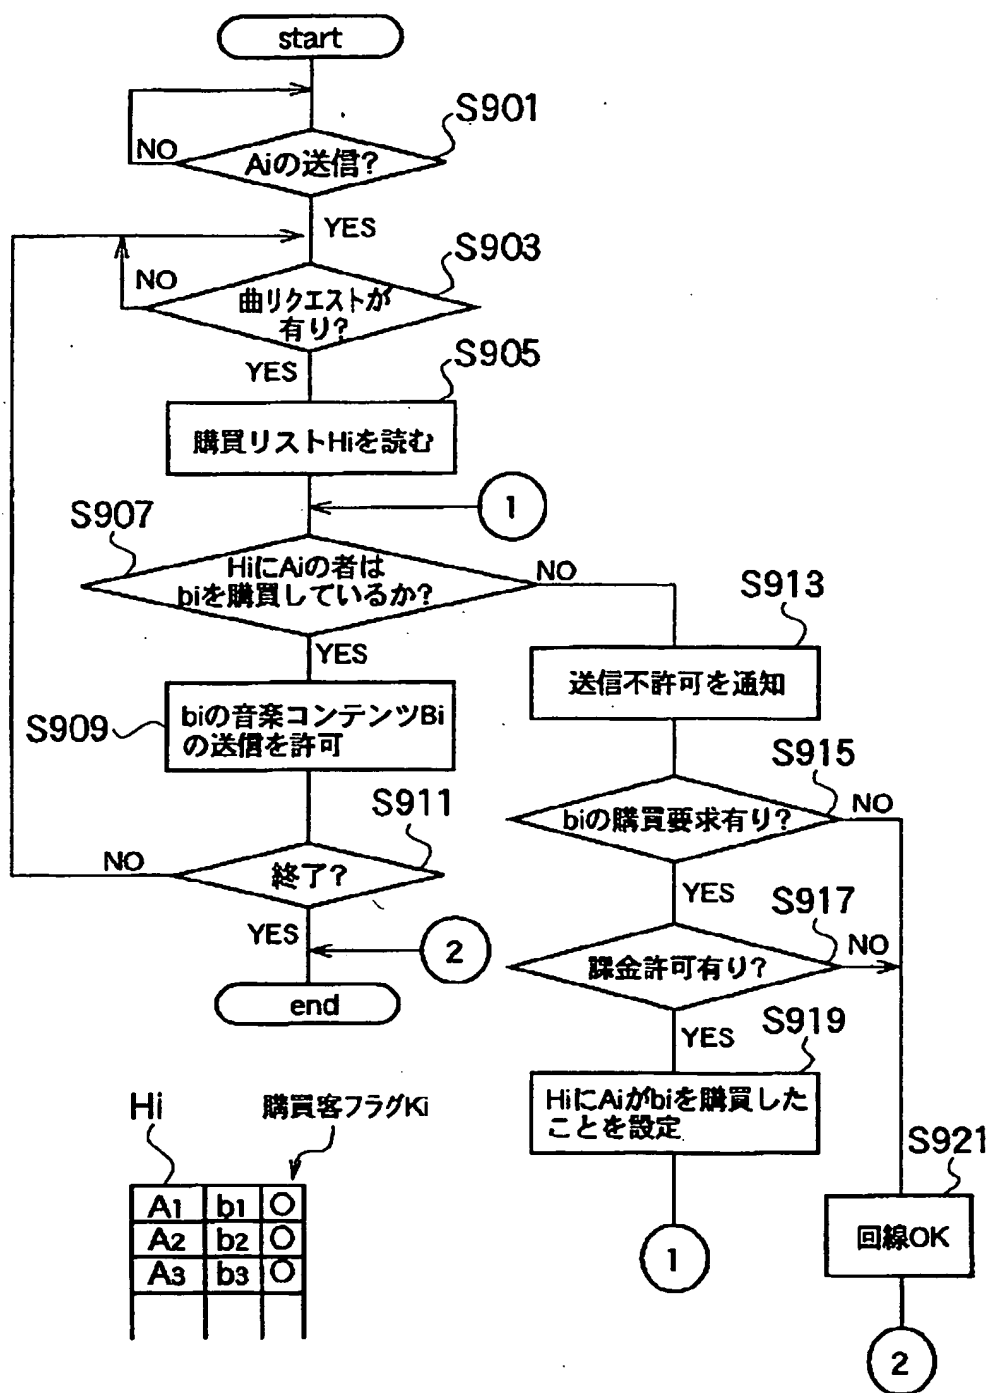 start
S901
NO
Aiの送信?
YES
S903
NO
曲リクエストが
有り?
YES
S905
購買リストHiを読む
1
S907
HiにAiの者は
biを購買しているか?
NO
YES
S913
送信不許可を通知
S909
biの音楽コンテンツBi
の送信を許可
S915
biの購買要求有り?
NO
S911
NO
終了?
YES
YES
S917
課金許可有り?
NO
2
end
YES
S919
HiにAiがbiを購買した
ことを設定
Hi
購買客フラグKi
A1 b1 ○
A2 b2 ○
A3 b3 ○
S921
回線OK
1
2